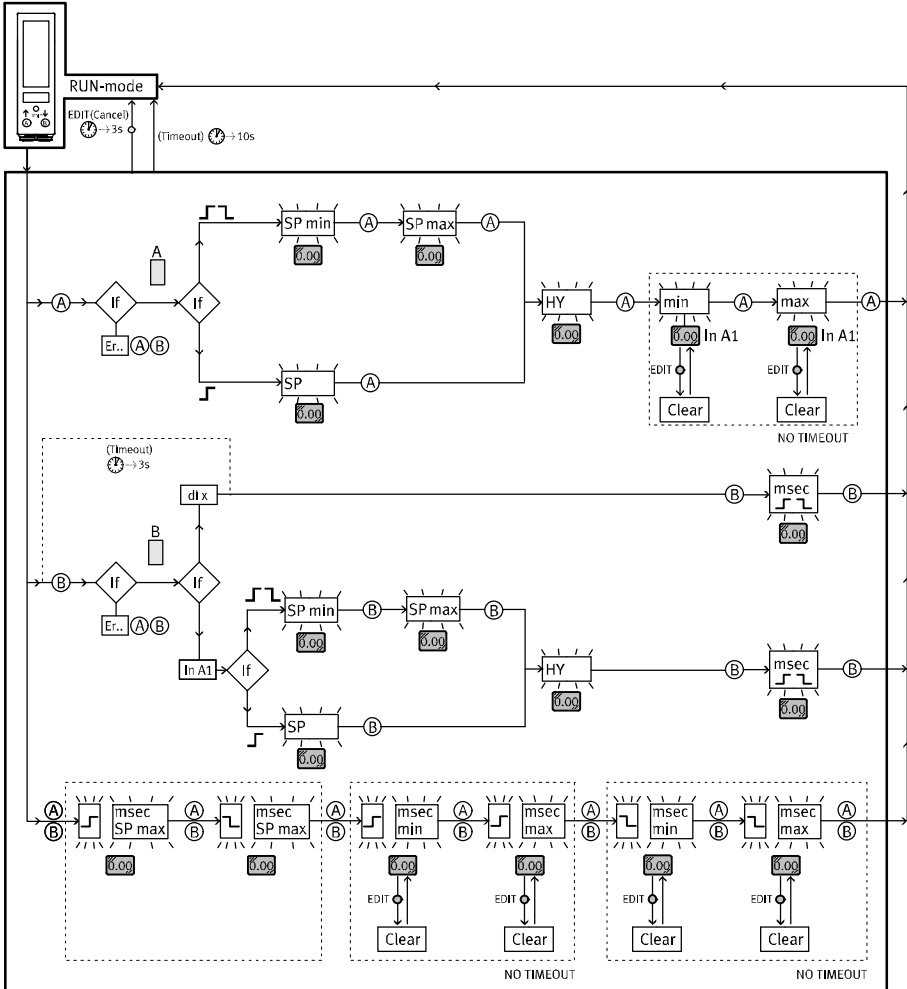 RUN-mode
A min B
EDIT(Cancel)
→3s
(Timeout) →10s
A
SP min A SP max A
0.00 0.00
A If If
Er.. A B
HY A min A max A
0.00 0.00 In A1 0.00 In A1
SP A
0.00
EDIT EDIT
Clear Clear
NO TIMEOUT
(Timeout)
→3s
di x B msec B
0.00
B
B If If
Er.. A B
SP min B SP max B
0.00 0.00
In A1 If
HY B msec B
0.00 0.00
SP B
0.00
A B msec SP max A B msec SP max A B msec min A B msec max A B msec min A B msec max A B
0.00 0.00 0.00 0.00 0.00 0.00
EDIT EDIT EDIT EDIT
Clear Clear Clear Clear
NO TIMEOUT NO TIMEOUT